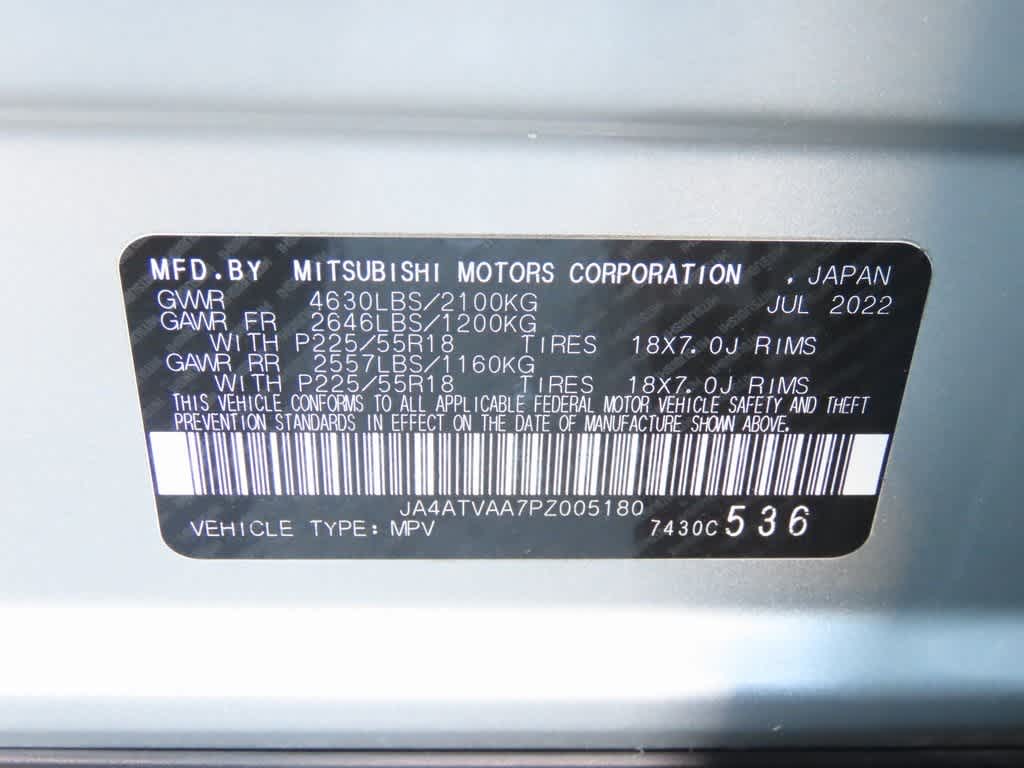 MFD.BY MITSUBISHI MOTORS CORPORATION , JAPAN
GVWR 4630LBS/2100KG JUL 2022
GAWR FR 2646LBS/1200KG
WITH P225/55R18 TIRES 18X7.0J RIMS
GAWR RR 2557LBS/1160KG
WITH P225/55R18 TIRES 18X7.0J RIMS
THIS VEHICLE CONFORMS TO ALL APPLICABLE FEDERAL MOTOR VEHICLE SAFETY AND THEFT
PREVENTION STANDARDS IN EFFECT ON THE DATE OF MANUFACTURE SHOWN ABOVE.
JA4ATVAA7PZ005180
VEHICLE TYPE: MPV 7430C 536